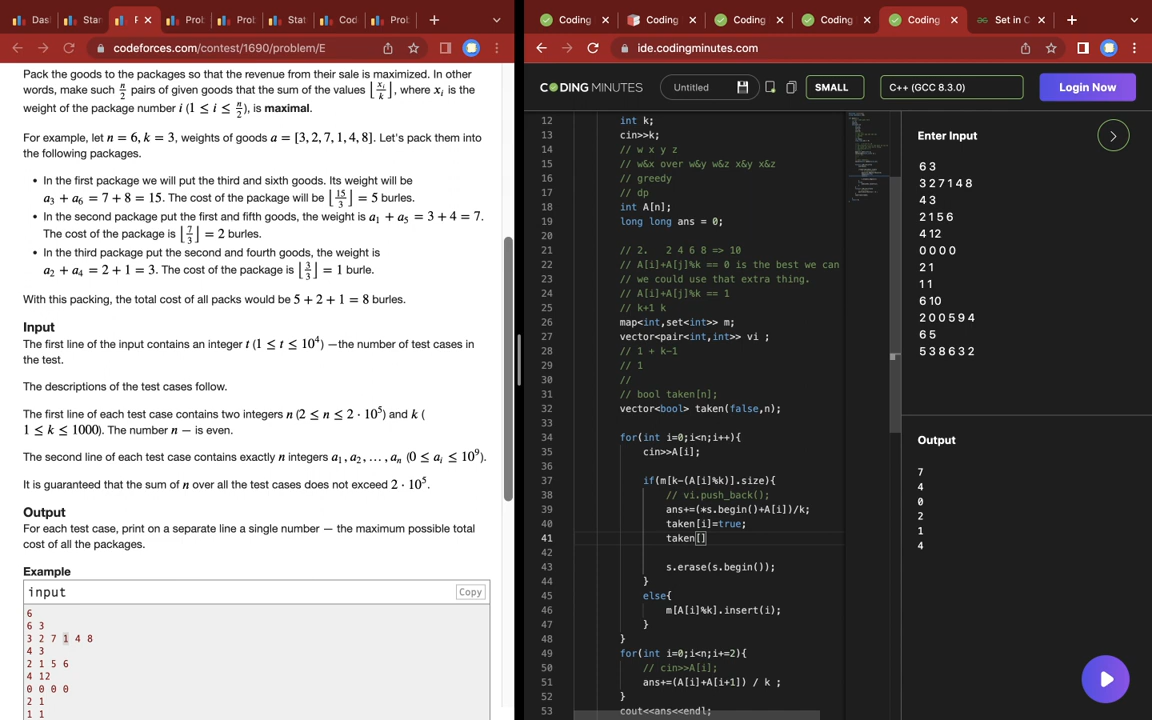 Das
Star
F
Prob
Prob
Stat
Cod
Prob
codeforces.com/contest/1690/problem/E
Pack the goods to the packages so that the revenue from their sale is maximized. In other
words, make such n/2 pairs of given goods that the sum of the values ⌊x_i/k⌋, where x_i is the
weight of the package number i (1 ≤ i ≤ n/2), is maximal.
For example, let n = 6, k = 3, weights of goods a = [3, 2, 7, 1, 4, 8]. Let's pack them into
the following packages.
• In the first package we will put the third and sixth goods. Its weight will be
a3 + a6 = 7 + 8 = 15. The cost of the package will be ⌊15/3⌋ = 5 burles.
• In the second package put the first and fifth goods, the weight is a1 + a5 = 3 + 4 = 7.
The cost of the package is ⌊7/3⌋ = 2 burles.
• In the third package put the second and fourth goods, the weight is
a2 + a4 = 2 + 1 = 3. The cost of the package is ⌊3/3⌋ = 1 burle.
With this packing, the total cost of all packs would be 5 + 2 + 1 = 8 burles.
Input
The first line of the input contains an integer t (1 ≤ t ≤ 10^4) —the number of test cases in
the test.
The descriptions of the test cases follow.
The first line of each test case contains two integers n (2 ≤ n ≤ 2 · 10^5) and k (
1 ≤ k ≤ 1000). The number n — is even.
The second line of each test case contains exactly n integers a1, a2, … , an (0 ≤ ai ≤ 10^9).
It is guaranteed that the sum of n over all the test cases does not exceed 2 · 10^5.
Output
For each test case, print on a separate line a single number — the maximum possible total
cost of all the packages.
Example
input
Copy
6
6 3
3 2 7 1 4 8
4 3
2 1 5 6
4 12
0 0 0 0
2 1
1 1
Coding
Coding
Coding
Coding
Coding
Set in C
ide.codingminutes.com
CODING MINUTES
Untitled
SMALL
C++ (GCC 8.3.0)
Login Now
12 int k;
13 cin>>k;
14 // w x y z
15 // w&x over w&y w&z x&y x&z
16 // greedy
17 // dp
18 int A[n];
19 long long ans = 0;
20
21 // 2. 2 4 6 8 => 10
22 // A[i]+A[j]%k == 0 is the best we can
23 // we could use that extra thing.
24 // A[i]+A[j]%k == 1
25 // k+1 k
26 map<int,set<int>> m;
27 vector<pair<int,int>> vi ;
28 // 1 + k-1
29 // 1
30 //
31 // bool taken[n];
32 vector<bool> taken(false,n);
33
34 for(int i=0;i<n;i++){
35 cin>>A[i];
36
37 if(m[k-(A[i]%k)].size){
38 // vi.push_back();
39 ans+=(*s.begin()+A[i])/k;
40 taken[i]=true;
41 taken[]
42
43 s.erase(s.begin());
44 }
45 else{
46 m[A[i]%k].insert(i);
47 }
48 }
49 for(int i=0;i<n;i+=2){
50 // cin>>A[i];
51 ans+=(A[i]+A[i+1]) / k ;
52 }
53 cout<<ans<<endl;
Enter Input
6 3
3 2 7 1 4 8
4 3
2 1 5 6
4 12
0 0 0 0
2 1
1 1
6 10
2 0 0 5 9 4
6 5
5 3 8 6 3 2
Output
7
4
0
2
1
4